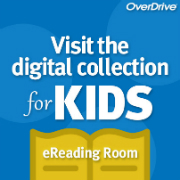 OverDrive
Visit the
digital collection
for KIDS
eReading Room